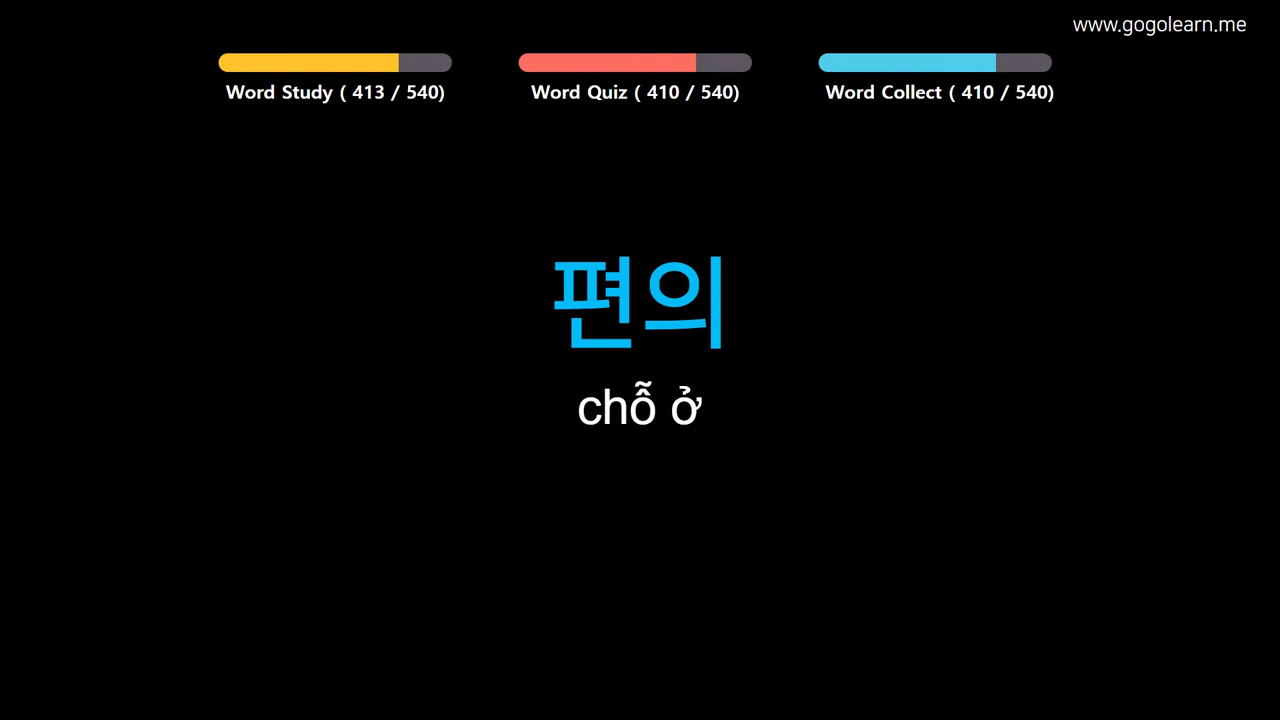 www.gogolearn.me
Word Study ( 413 / 540)
Word Quiz ( 410 / 540)
Word Collect ( 410 / 540)
편의
chỗ ở